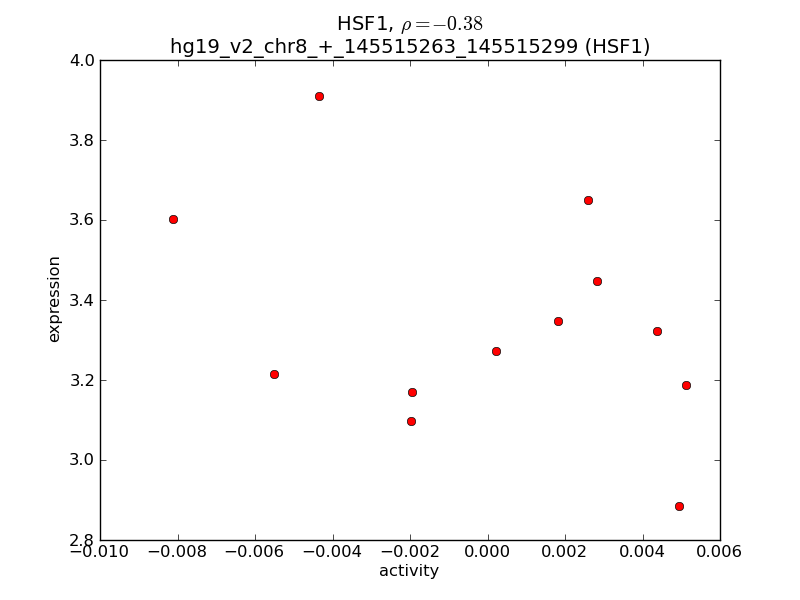 HSF1, ρ = −0.38
hg19_v2_chr8_+_145515263_145515299 (HSF1)
4.0
3.8
3.6
3.4
3.2
3.0
2.8
expression
−0.010 −0.008 −0.006 −0.004 −0.002 0.000 0.002 0.004 0.006
activity